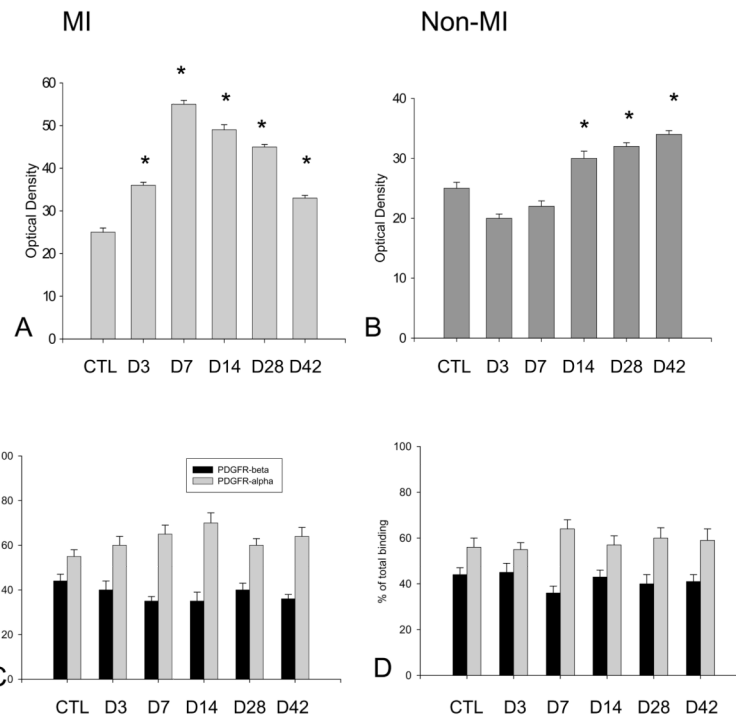 MI
Non-MI
*
*
*
*
*
60
50
40
30
20
10
0
Optical Density
A
CTL D3 D7 D14 D28 D42
*
*
*
40
30
20
10
0
Optical Density
B
CTL D3 D7 D14 D28 D42
00
80
60
40
20
0
PDGFR-beta
PDGFR-alpha
C
CTL D3 D7 D14 D28 D42
100
80
60
40
20
0
% of total binding
D
CTL D3 D7 D14 D28 D42